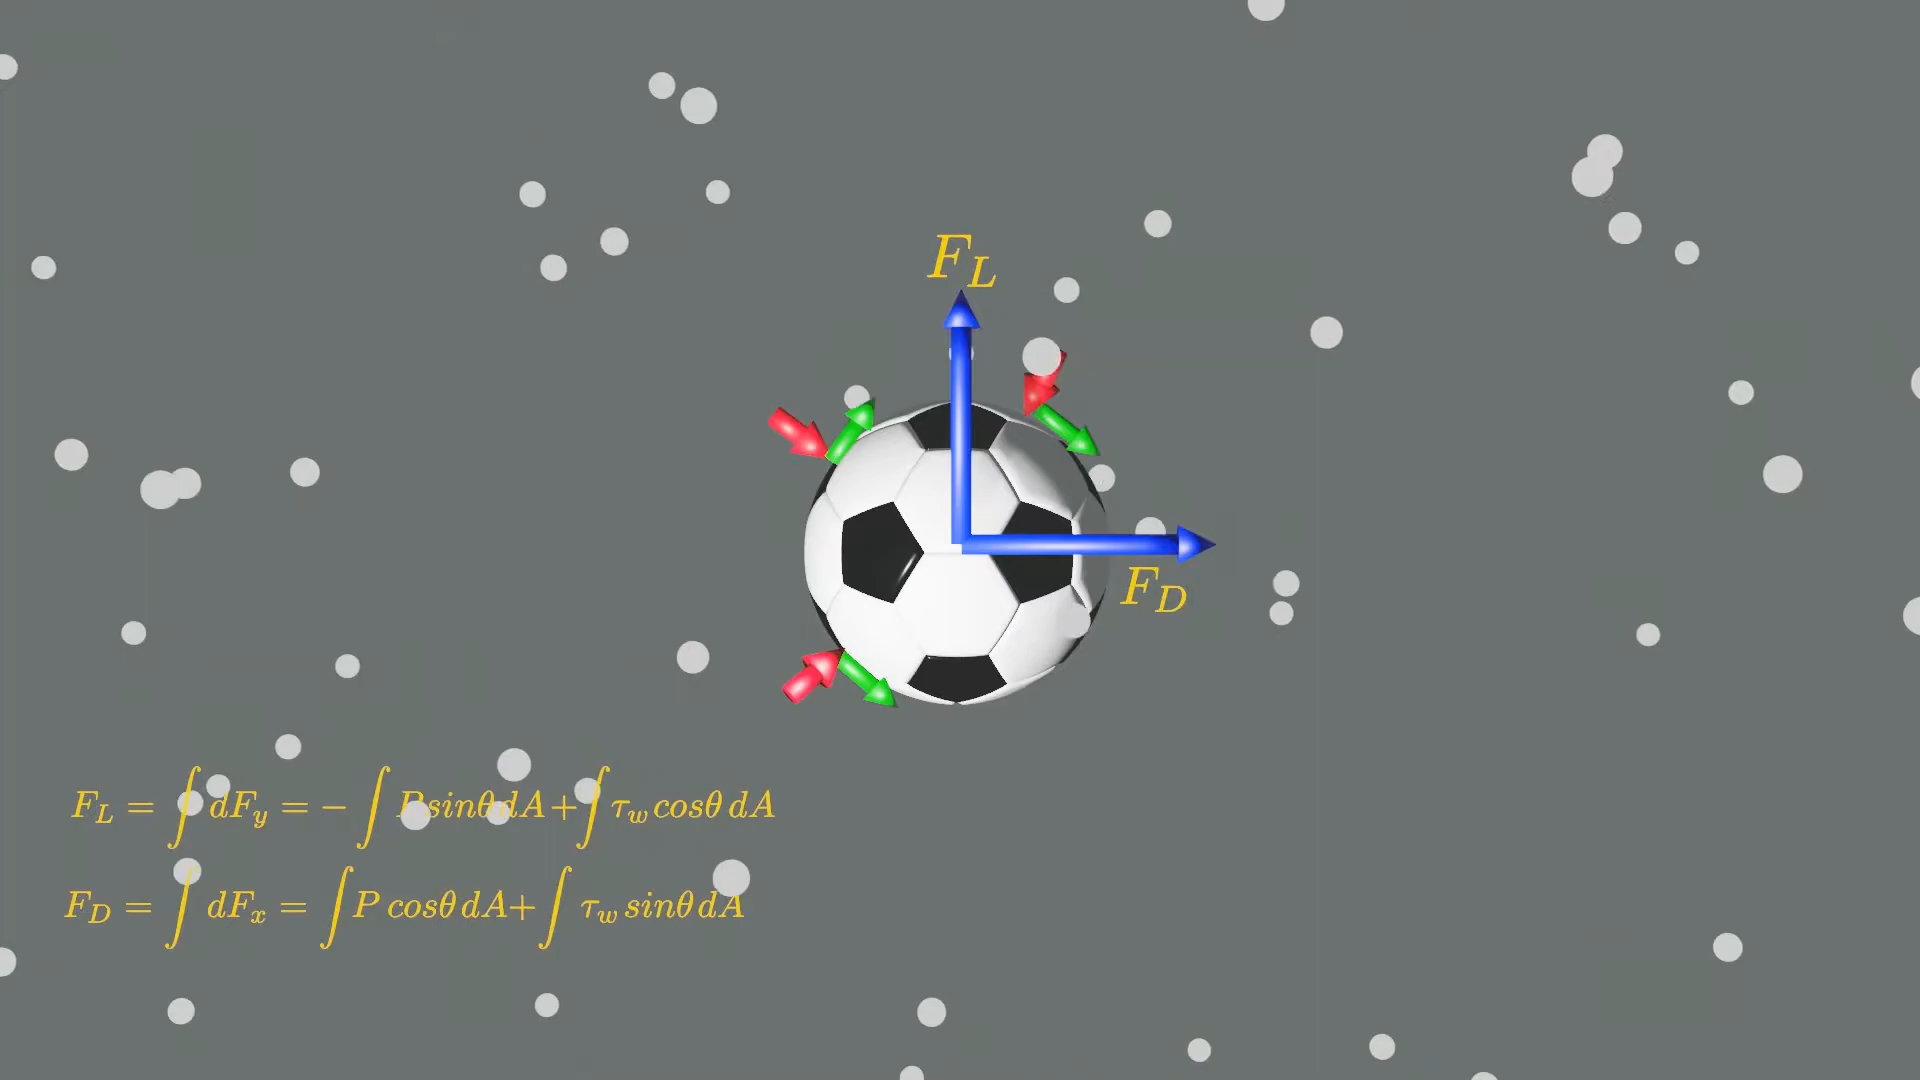 F_L
F_D
F_L = ∫ dF_y = − ∫ P sinθ dA + ∫ τ_w cosθ dA
F_D = ∫ dF_x = ∫ P cosθ dA + ∫ τ_w sinθ dA